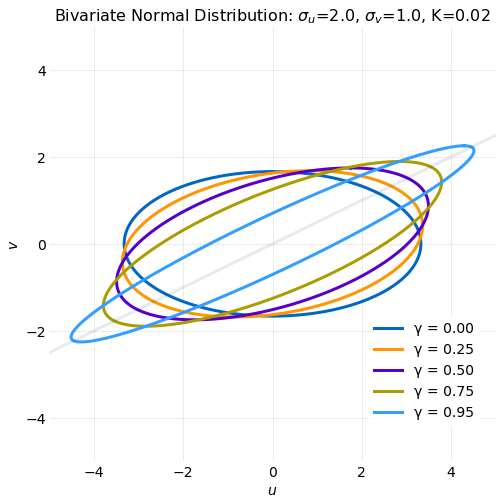 Bivariate Normal Distribution: σᵤ=2.0, σᵥ=1.0, K=0.02
4
2
0
−2
−4
v
−4
−2
0
2
4
u
γ = 0.00
γ = 0.25
γ = 0.50
γ = 0.75
γ = 0.95